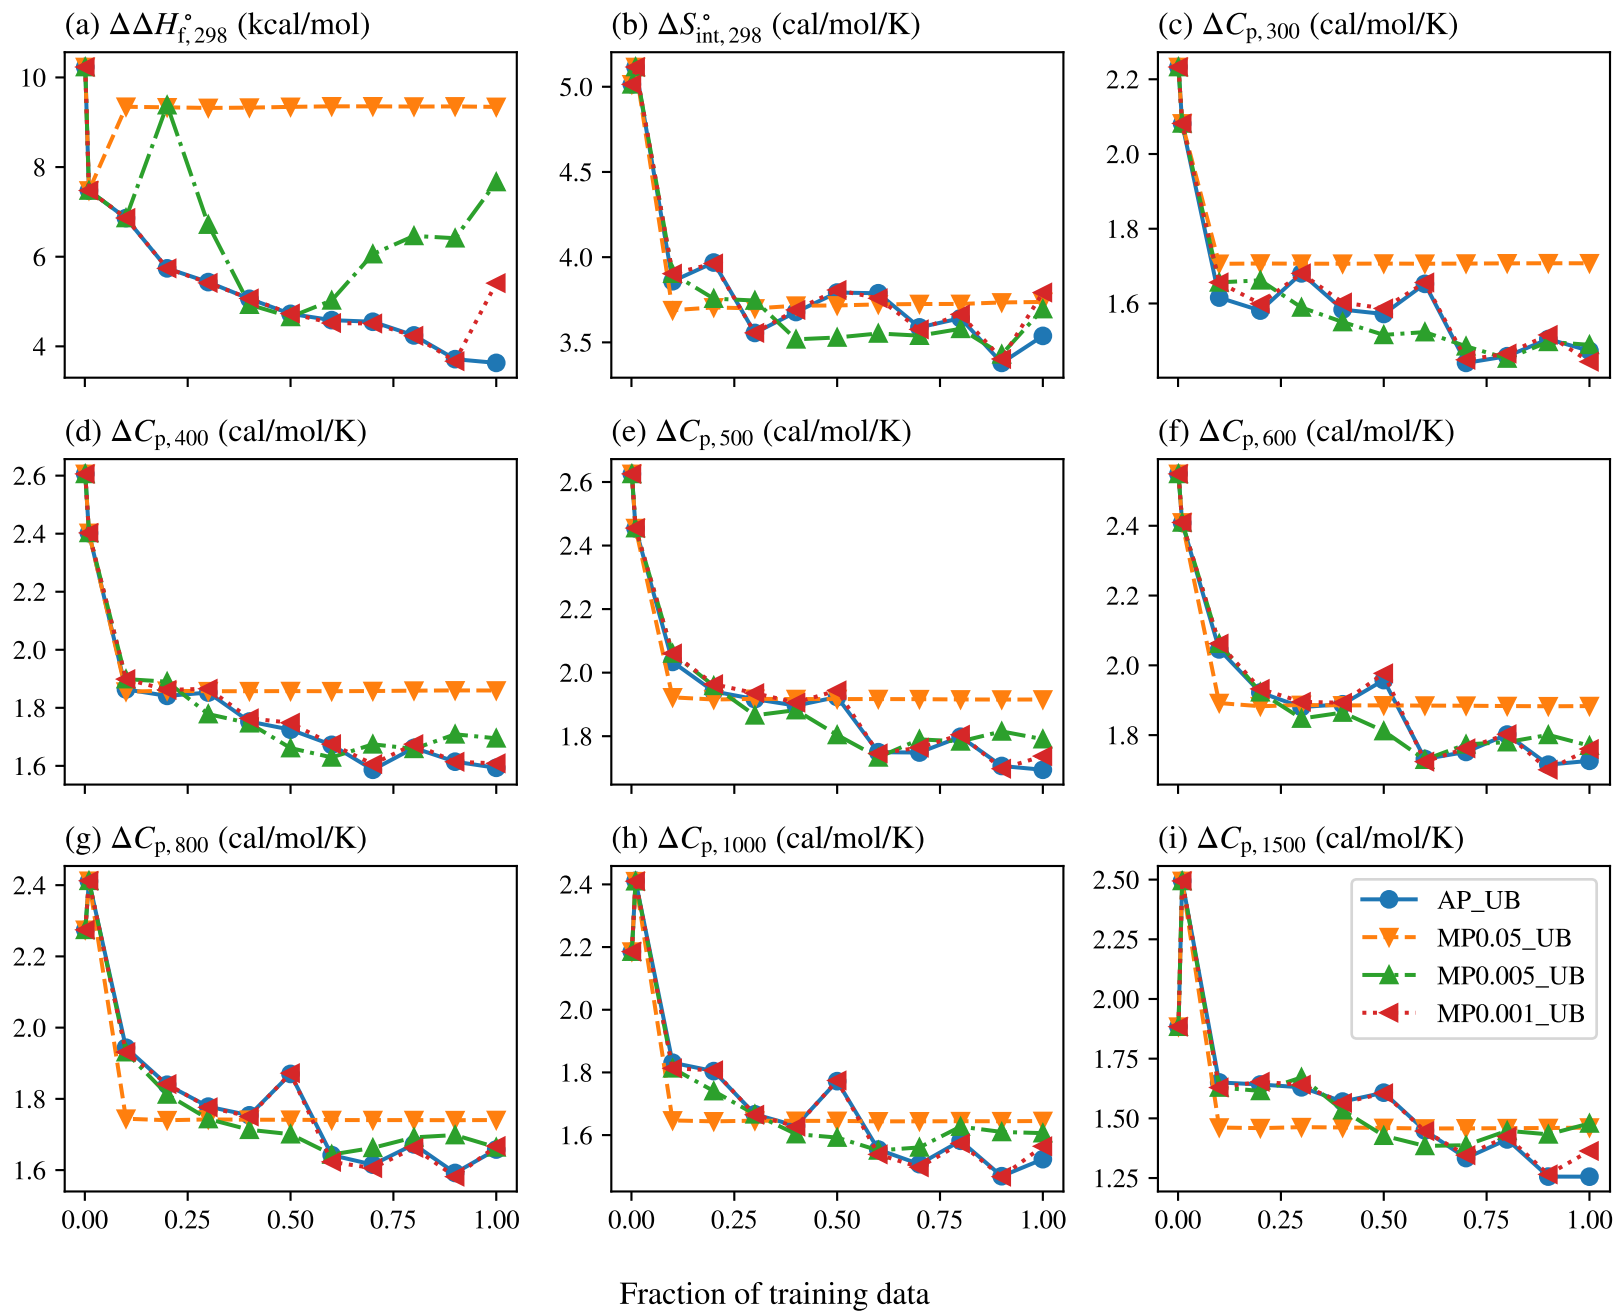 (a) ΔΔH°f, 298 (kcal/mol)
(b) ΔS°int, 298 (cal/mol/K)
(c) ΔCp, 300 (cal/mol/K)
10
8
6
4
5.0
4.5
4.0
3.5
2.2
2.0
1.8
1.6
(d) ΔCp, 400 (cal/mol/K)
(e) ΔCp, 500 (cal/mol/K)
(f) ΔCp, 600 (cal/mol/K)
2.6
2.4
2.2
2.0
1.8
1.6
2.6
2.4
2.2
2.0
1.8
2.4
2.2
2.0
1.8
(g) ΔCp, 800 (cal/mol/K)
(h) ΔCp, 1000 (cal/mol/K)
(i) ΔCp, 1500 (cal/mol/K)
2.4
2.2
2.0
1.8
1.6
2.4
2.2
2.0
1.8
1.6
2.50
2.25
2.00
1.75
1.50
1.25
AP_UB
MP0.05_UB
MP0.005_UB
MP0.001_UB
0.00 0.25 0.50 0.75 1.00
0.00 0.25 0.50 0.75 1.00
0.00 0.25 0.50 0.75 1.00
Fraction of training data